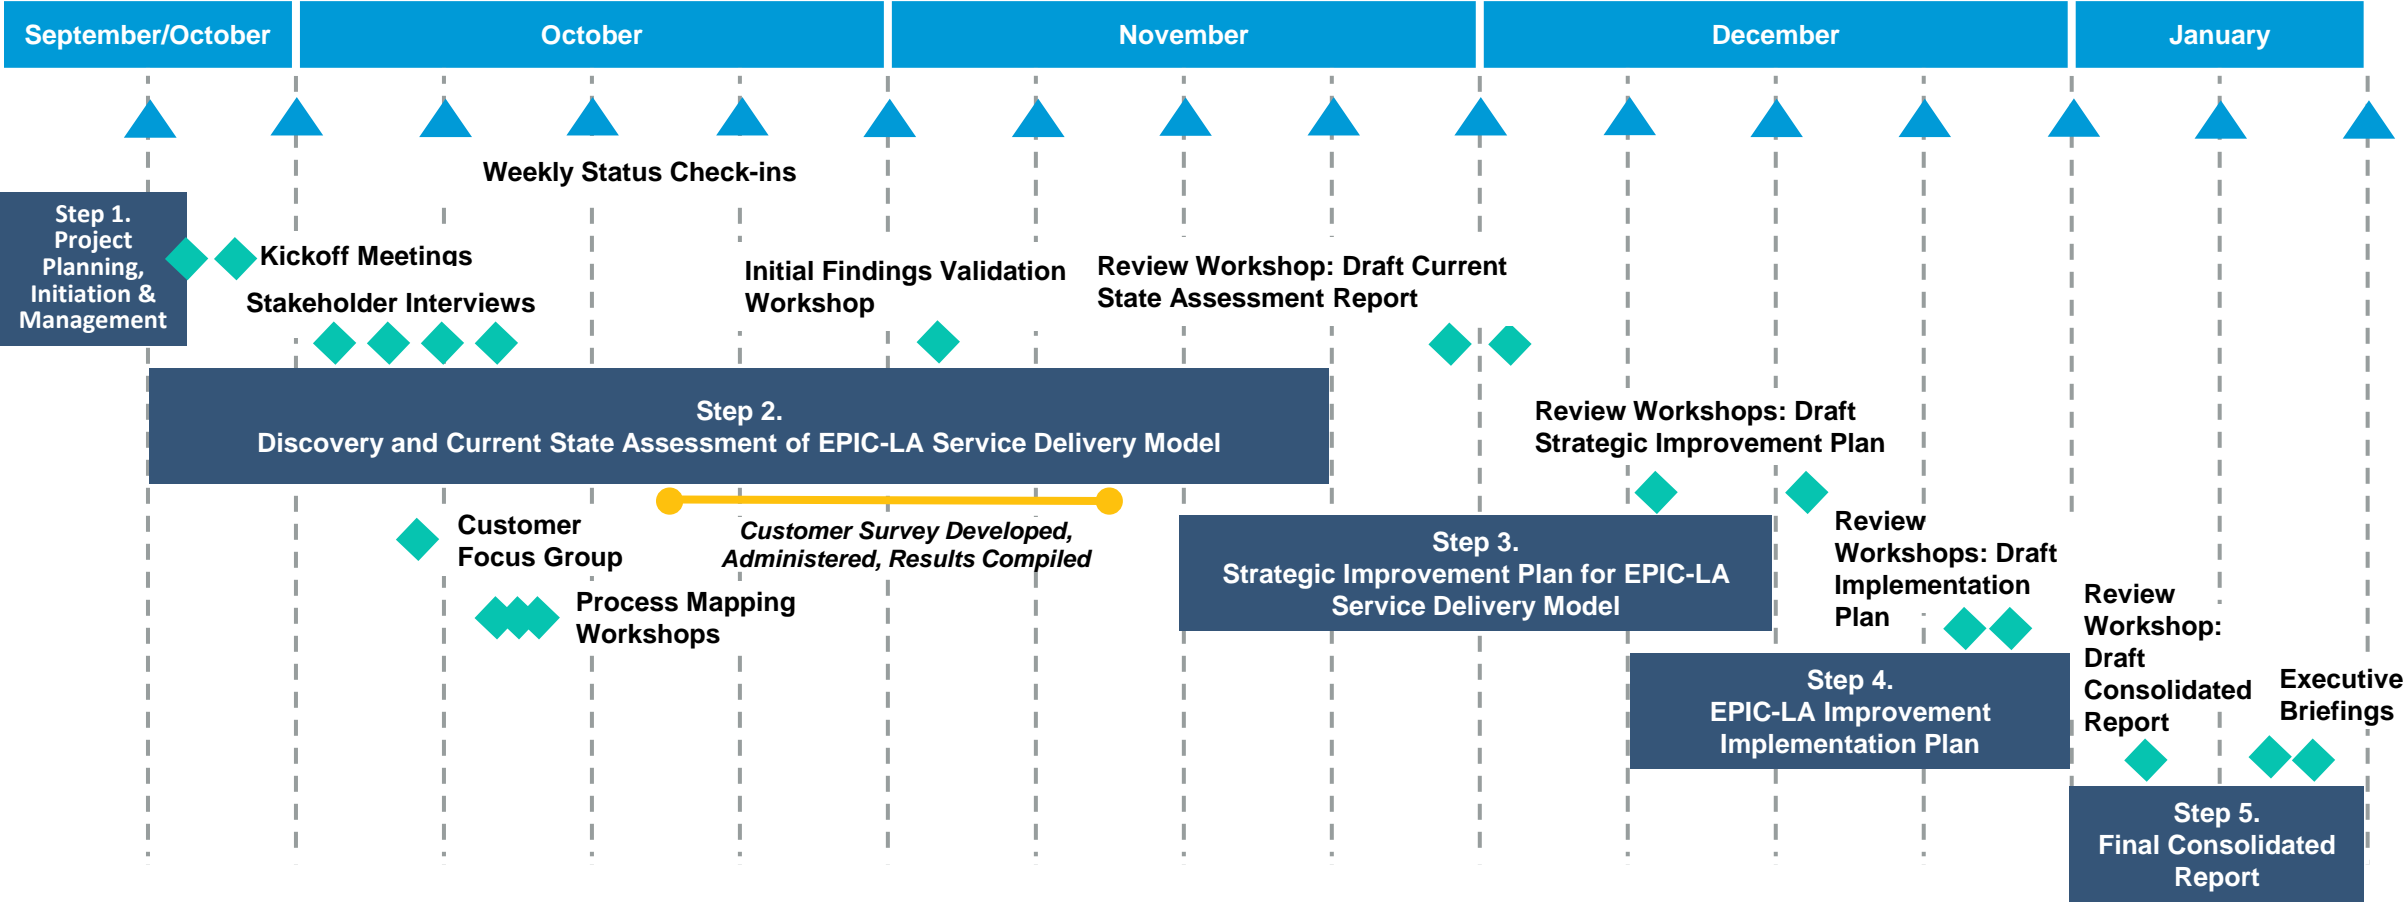 September/October
October
November
December
January
Weekly Status Check-ins
Step 1.
Project
Planning,
Initiation &
Management
Kickoff Meetings
Stakeholder Interviews
Initial Findings Validation
Workshop
Review Workshop: Draft Current
State Assessment Report
Step 2.
Discovery and Current State Assessment of EPIC-LA Service Delivery Model
Review Workshops: Draft
Strategic Improvement Plan
Customer
Focus Group
Customer Survey Developed,
Administered, Results Compiled
Process Mapping
Workshops
Step 3.
Strategic Improvement Plan for EPIC-LA
Service Delivery Model
Review
Workshops: Draft
Implementation
Plan
Step 4.
EPIC-LA Improvement
Implementation Plan
Review
Workshop:
Draft
Consolidated
Report
Executive
Briefings
Step 5.
Final Consolidated
Report